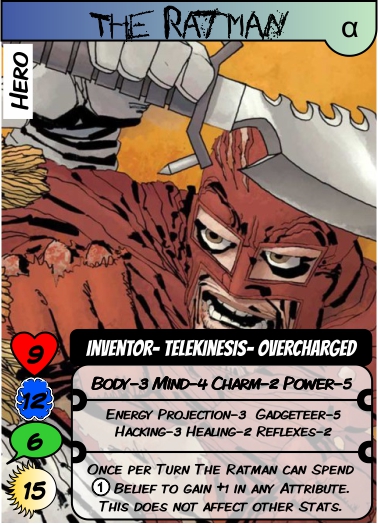 THE RATMAN
α
HERO
9
12
6
15
INVENTOR- TELEKINESIS- OVERCHARGED
BODY-3 MIND-4 CHARM-2 POWER-5
ENERGY PROJECTION-3 GADGETEER-5
HACKING-3 HEALING-2 REFLEXES-2
ONCE PER TURN THE RATMAN CAN SPEND
1 BELIEF TO GAIN +1 IN ANY ATTRIBUTE.
THIS DOES NOT AFFECT OTHER STATS.